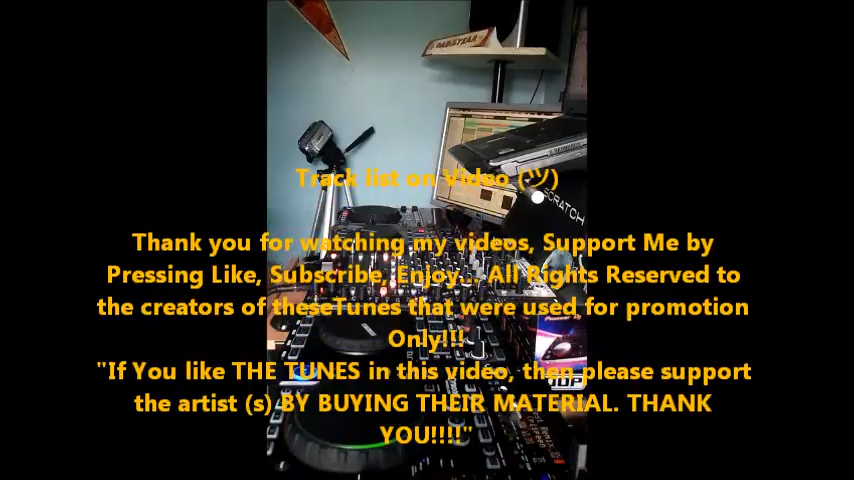 Track list on Video (ツ)
Thank you for watching my videos, Support Me by
Pressing Like, Subscribe, Enjoy... All Rights Reserved to
the creators of theseTunes that were used for promotion
Only!!!
"If You like THE TUNES in this video, then please support
the artist (s) BY BUYING THEIR MATERIAL. THANK
YOU!!!!"
SCRATCH